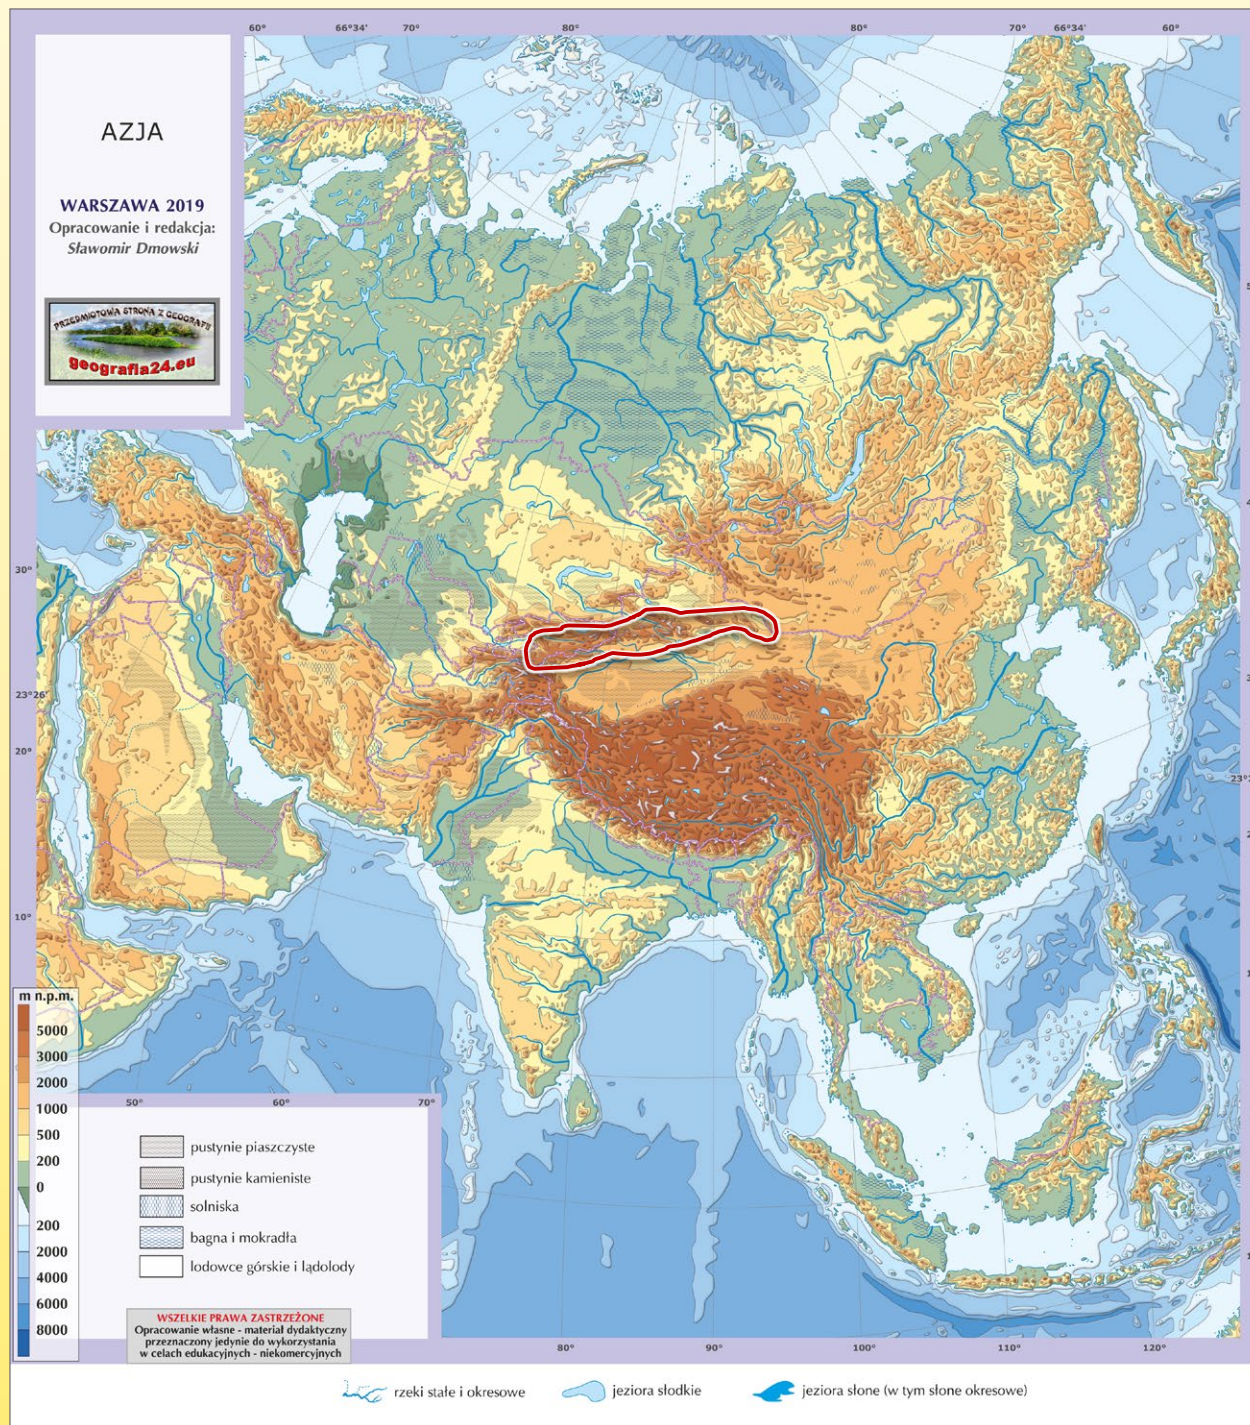 60° 66°34' 70° 80° 80° 70° 66°34' 60°
AZJA
WARSZAWA 2019
Opracowanie i redakcja:
Sławomir Dmowski
PRZEDMIOTOWA STRONA Z GEOGRAFII
geografia24.eu
30°
23°26'
20°
10°
m n.p.m.
5000
3000
2000
1000
500
200
0
200
2000
4000
6000
8000
50° 60° 70°
pustynie piaszczyste
pustynie kamieniste
solniska
bagna i mokradła
lodowce górskie i lądolody
WSZELKIE PRAWA ZASTRZEŻONE
Opracowanie własne - materiał dydaktyczny
przeznaczony jedynie do wykorzystania
w celach edukacyjnych - niekomercyjnych
80° 90° 100° 110° 120°
rzeki stałe i okresowe
jeziora słodkie
jeziora słone (w tym słone okresowe)